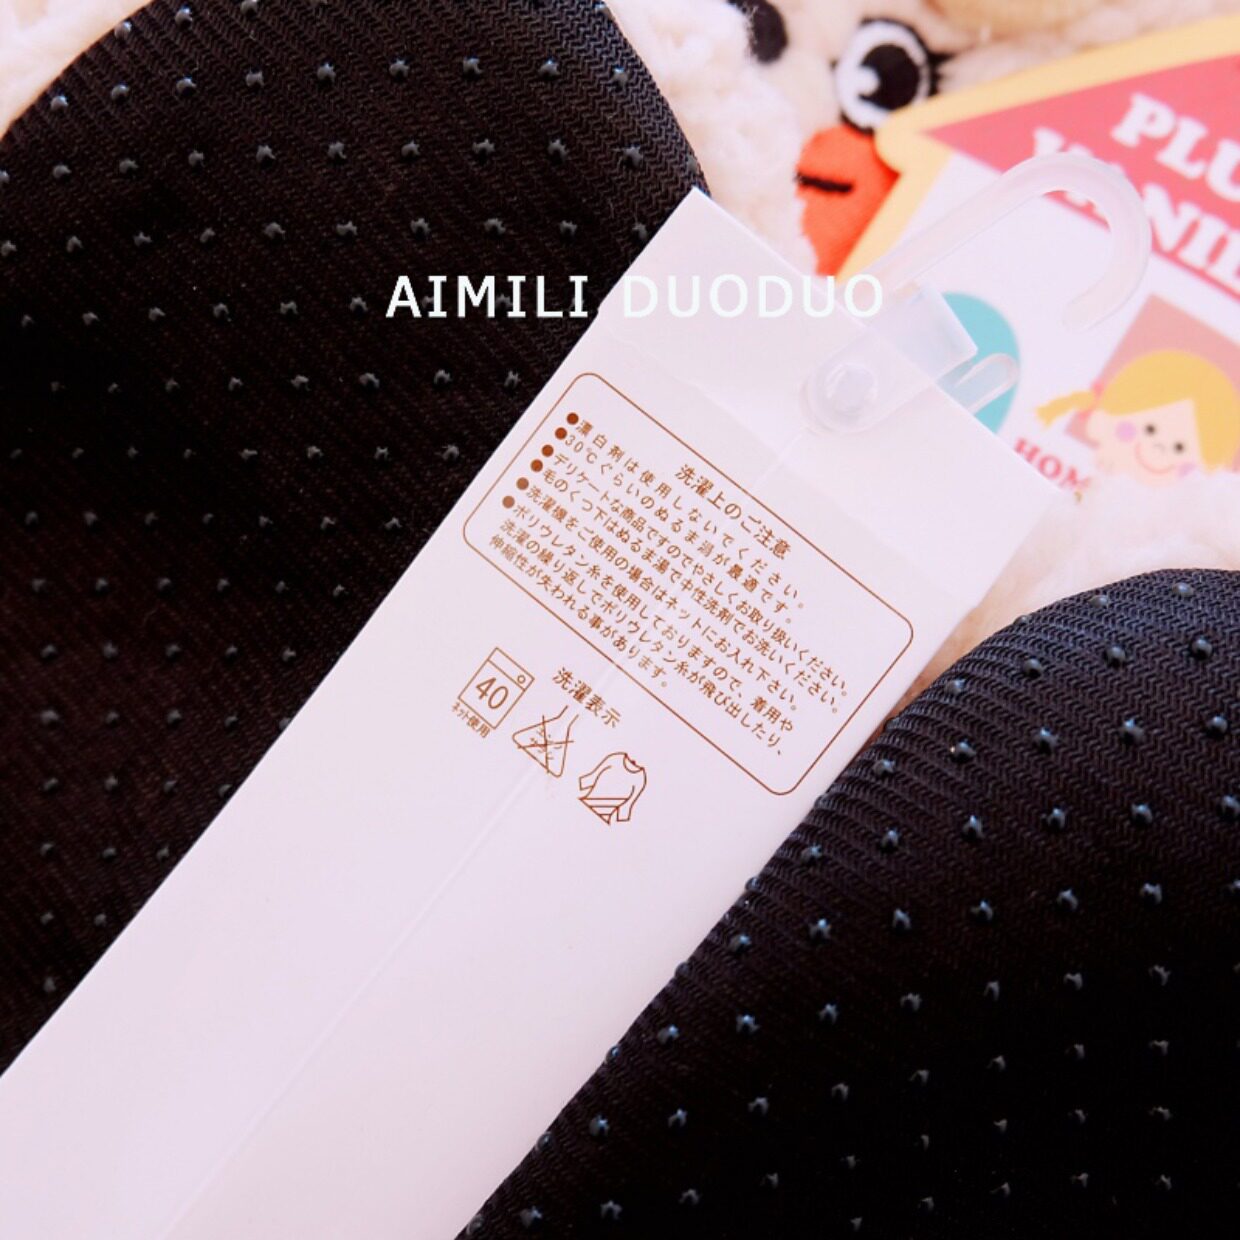 AIMILI DUODUO
PLU
HOM
洗濯上のご注意
●漂白剤は使用しないでください。
●30℃ぐらいのぬるま湯が最適です。
●デリケートな商品ですのでやさしくお取り扱いください。
●毛のくつ下はぬるま湯で中性洗剤でお洗いください。
●洗濯機をご使用の場合はネットにお入れ下さい。
●ポリウレタン糸を使用しておりますので、着用や
洗濯の繰り返しでポリウレタン糸が飛び出したり、
伸縮性が失われる事があります。
洗濯表示
40
ネット使用